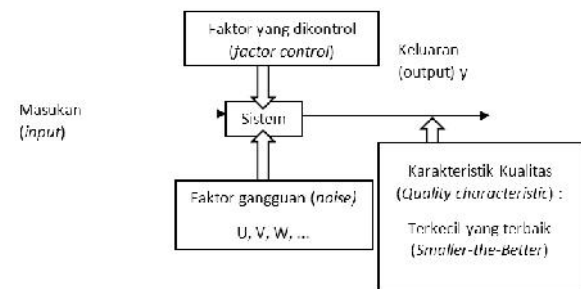 Faktor yang dikontrol
(factor control)
Keluaran
(output) y
Masukan
(input)
Sistem
Faktor gangguan (noise)
U, V, W, ...
Karakteristik Kualitas
(Quality characteristic) :
Terkecil yang terbaik
(Smaller-the-Better)